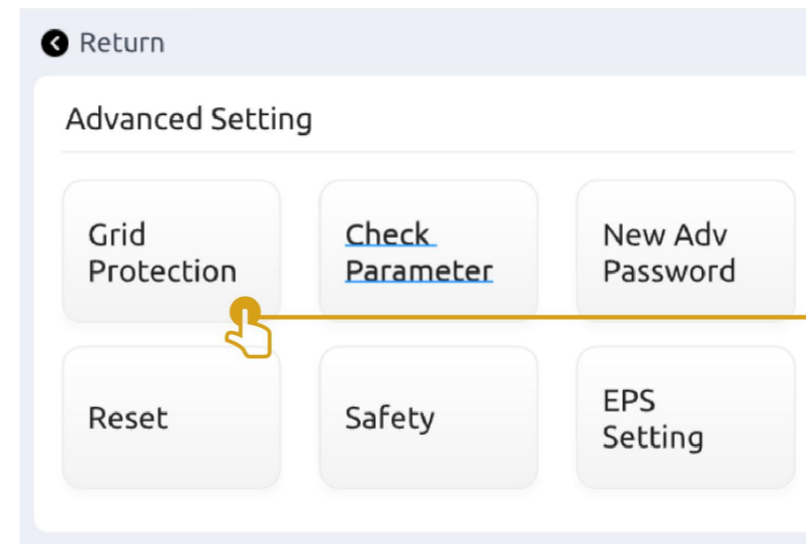 Return
Advanced Setting
Grid
Protection
Check
Parameter
New Adv
Password
Reset
Safety
EPS
Setting